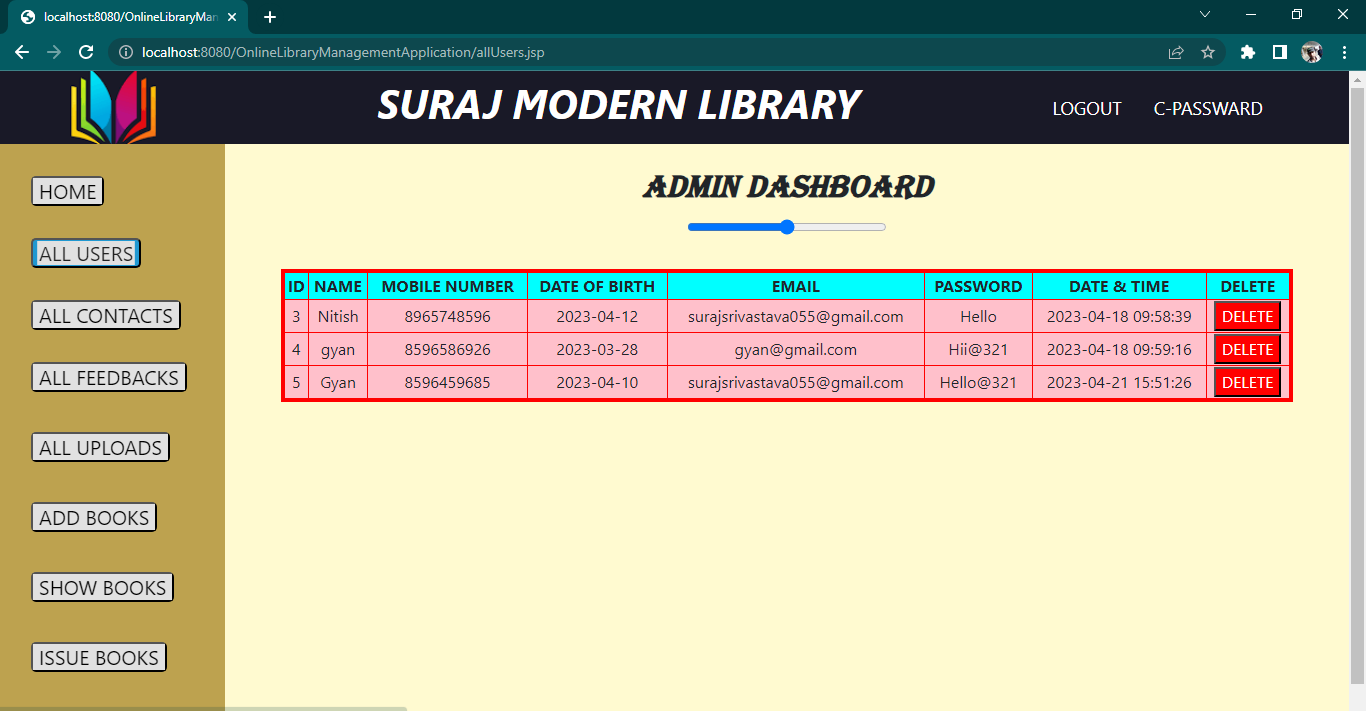 localhost:8080/OnlineLibraryMan
localhost:8080/OnlineLibraryManagementApplication/allUsers.jsp
SURAJ MODERN LIBRARY LOGOUT C-PASSWARD
HOME
ALL USERS
ALL CONTACTS
ALL FEEDBACKS
ALL UPLOADS
ADD BOOKS
SHOW BOOKS
ISSUE BOOKS
ADMIN DASHBOARD
ID NAME MOBILE NUMBER DATE OF BIRTH EMAIL PASSWORD DATE & TIME DELETE
3 Nitish 8965748596 2023-04-12 surajsrivastava055@gmail.com Hello 2023-04-18 09:58:39 DELETE
4 gyan 8596586926 2023-03-28 gyan@gmail.com Hii@321 2023-04-18 09:59:16 DELETE
5 Gyan 8596459685 2023-04-10 surajsrivastava055@gmail.com Hello@321 2023-04-21 15:51:26 DELETE